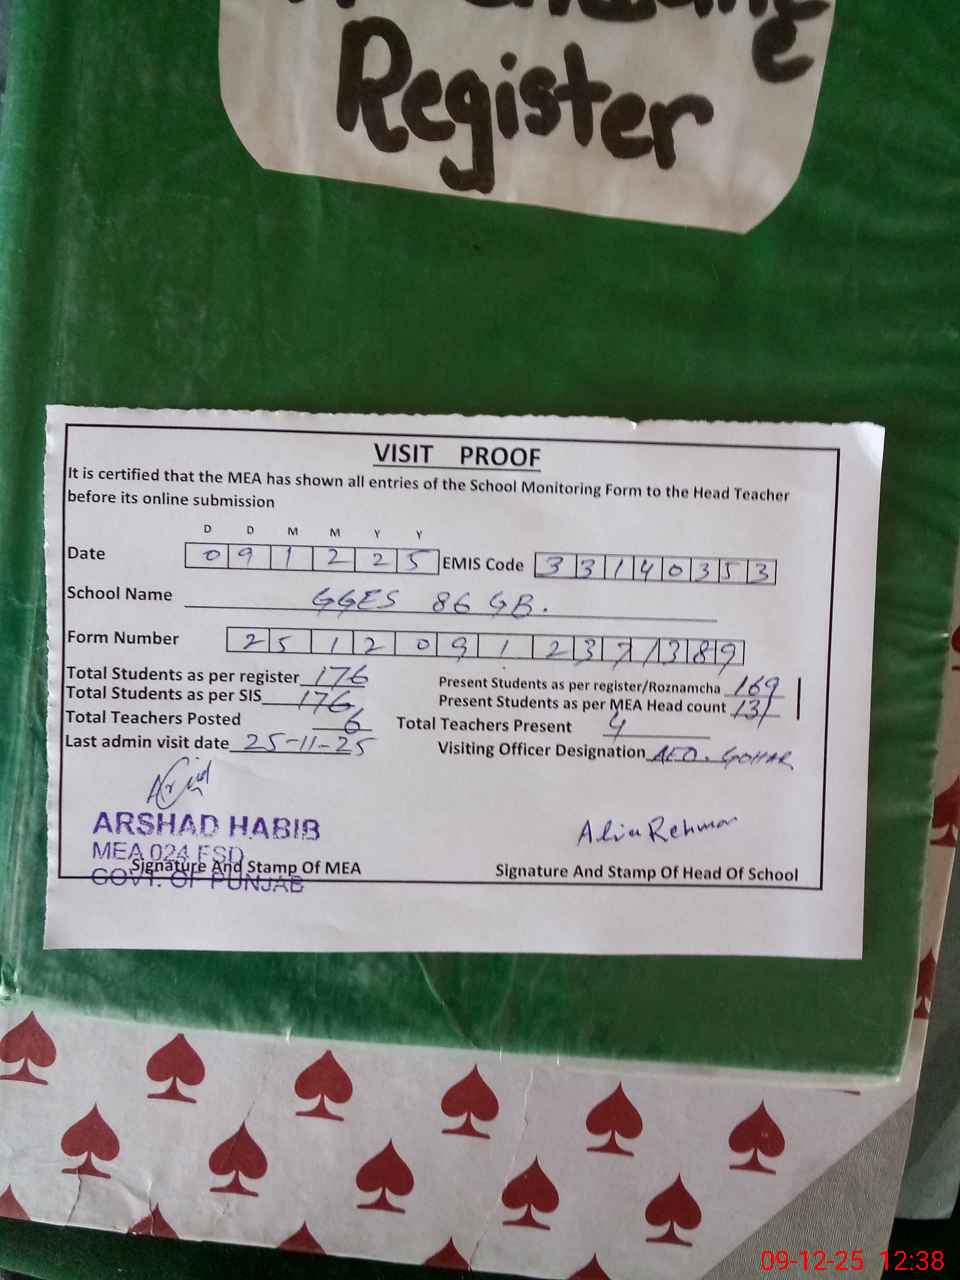 Register
VISIT PROOF
It is certified that the MEA has shown all entries of the School Monitoring Form to the Head Teacher
before its online submission
D D M M Y Y
Date 0 9 1 2 2 5 EMIS Code 3 3 1 4 0 3 5 3
School Name GGES 86 GB.
Form Number 2 5 1 2 0 9 1 2 3 7 1 3 8 9
Total Students as per register 176 Present Students as per register/Roznamcha 169
Total Students as per SIS 176 Present Students as per MEA Head count 131
Total Teachers Posted 6 Total Teachers Present 4
Last admin visit date 25-11-25 Visiting Officer Designation AEO. GOHAR
ARSHAD HABIB
MEA 024 FSD
GOVT. OF PUNJAB
Alia Rehman
Signature And Stamp Of MEA Signature And Stamp Of Head Of School
09-12-25 12:38